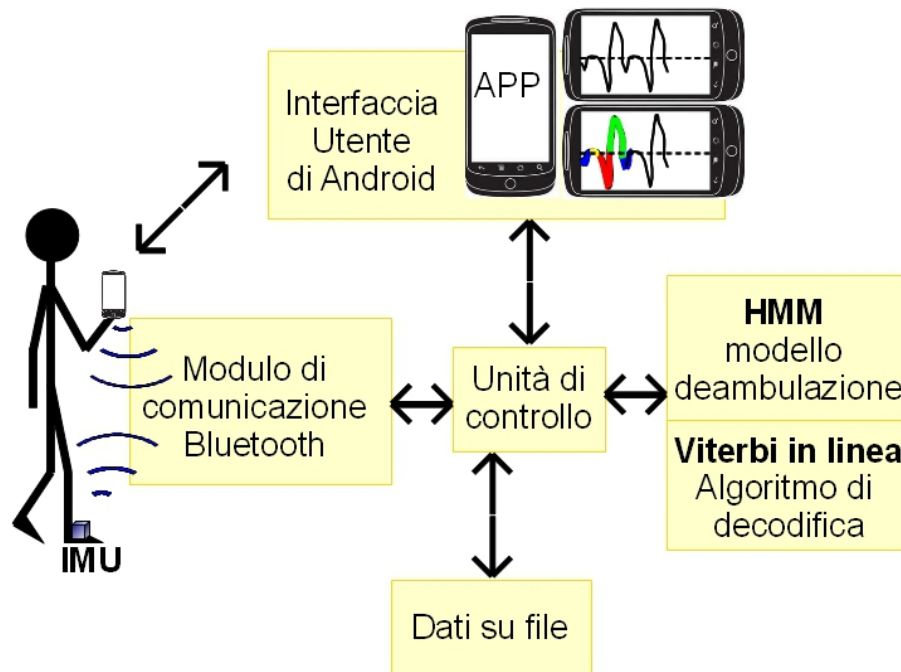 Interfaccia
Utente
di Android
APP
HMM
modello
deambulazione
Modulo di
comunicazione
Bluetooth
Unità di
controllo
Viterbi in linea
Algoritmo di
decodifica
IMU
Dati su file